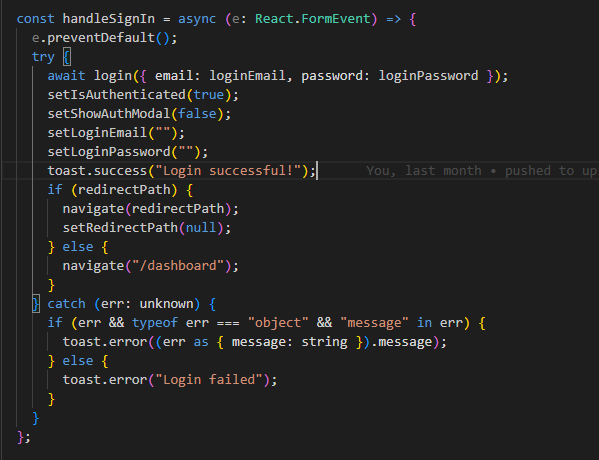 const handleSignIn = async (e: React.FormEvent) => {
  e.preventDefault();
  try {
    await login({ email: loginEmail, password: loginPassword });
    setIsAuthenticated(true);
    setShowAuthModal(false);
    setLoginEmail("");
    setLoginPassword("");
    toast.success("Login successful!"); You, last month • pushed to up
    if (redirectPath) {
      navigate(redirectPath);
      setRedirectPath(null);
    } else {
      navigate("/dashboard");
    }
  } catch (err: unknown) {
    if (err && typeof err === "object" && "message" in err) {
      toast.error((err as { message: string }).message);
    } else {
      toast.error("Login failed");
    }
  }
};